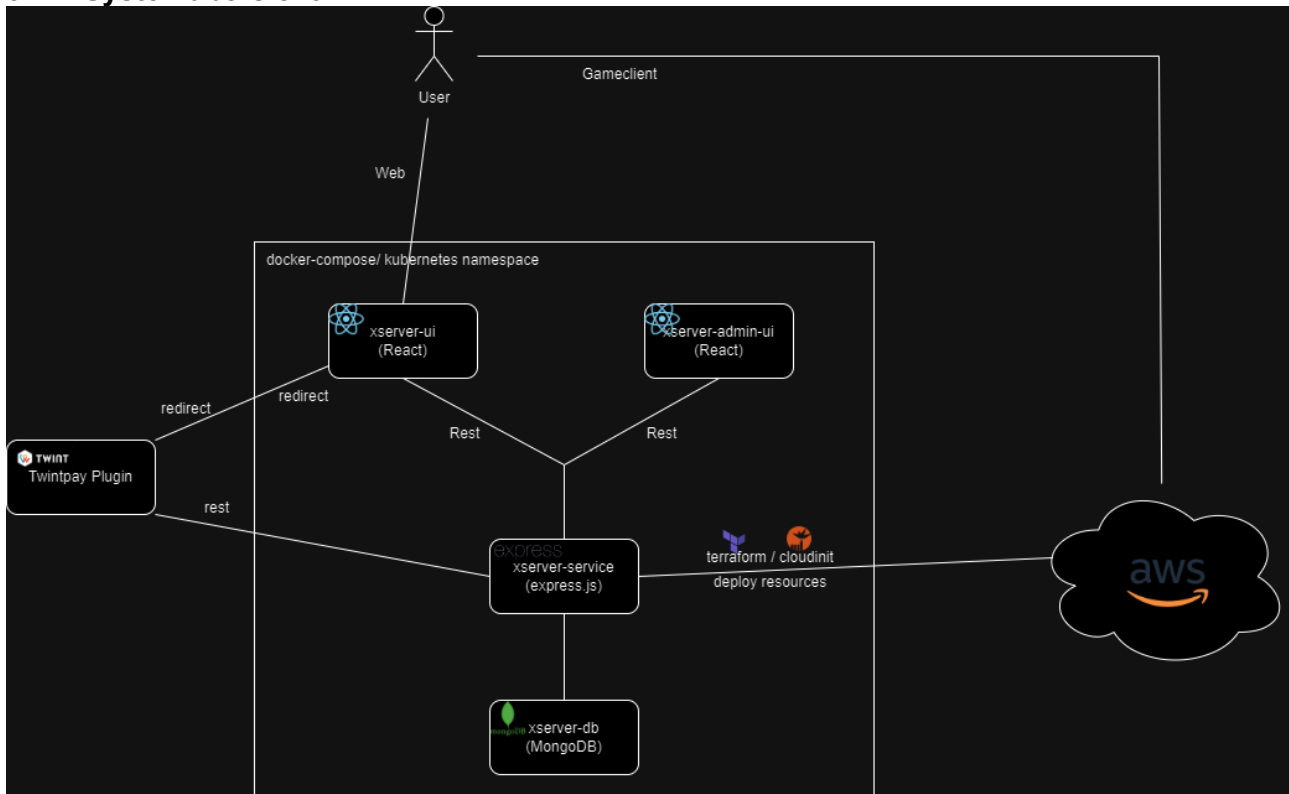 Gameclient
User
Web
docker-compose/ kubernetes namespace
xserver-ui
(React)
xserver-admin-ui
(React)
redirect
redirect
Rest
Rest
TWINT
Twintpay Plugin
rest
express
xserver-service
(express.js)
terraform / cloudinit
deploy resources
aws
mongoDB
xserver-db
(MongoDB)